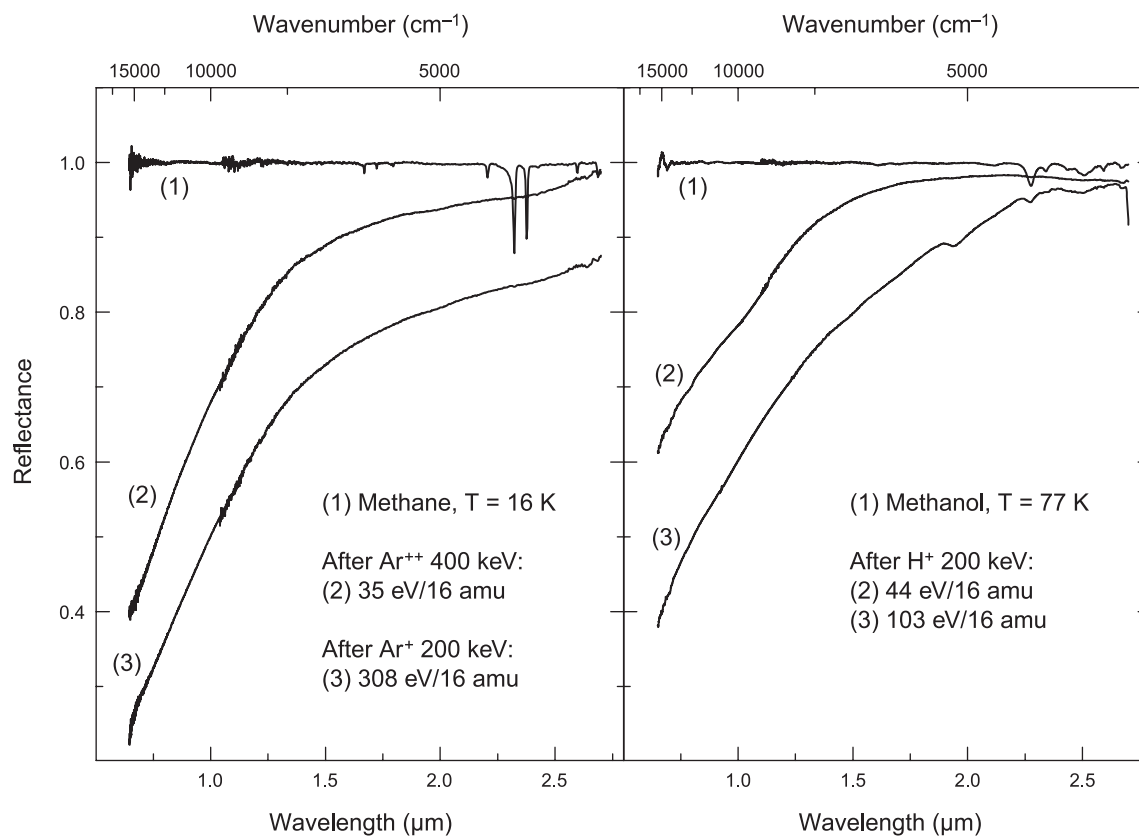 Wavenumber (cm–1)
Wavenumber (cm–1)
15000
10000
5000
15000
10000
5000
1.0
0.8
0.6
0.4
Reflectance
(1)
(2)
(3)
(1) Methane, T = 16 K
After Ar++ 400 keV:
(2) 35 eV/16 amu
After Ar+ 200 keV:
(3) 308 eV/16 amu
(1)
(2)
(3)
(1) Methanol, T = 77 K
After H+ 200 keV:
(2) 44 eV/16 amu
(3) 103 eV/16 amu
1.0
1.5
2.0
2.5
1.0
1.5
2.0
2.5
Wavelength (µm)
Wavelength (µm)